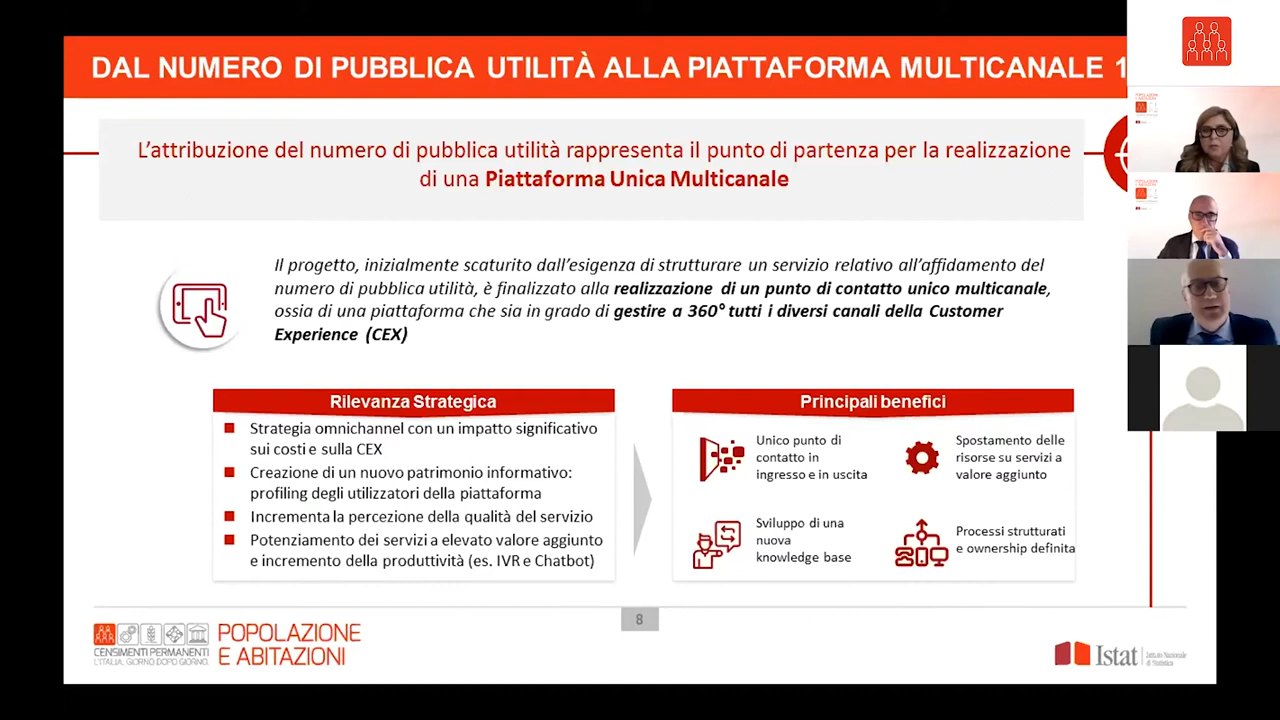 DAL NUMERO DI PUBBLICA UTILITÀ ALLA PIATTAFORMA MULTICANALE 1
L'attribuzione del numero di pubblica utilità rappresenta il punto di partenza per la realizzazione
di una Piattaforma Unica Multicanale
Il progetto, inizialmente scaturito dall'esigenza di strutturare un servizio relativo all'affidamento del
numero di pubblica utilità, è finalizzato alla realizzazione di un punto di contatto unico multicanale,
ossia di una piattaforma che sia in grado di gestire a 360° tutti i diversi canali della Customer
Experience (CEX)
Rilevanza Strategica
Strategia omnichannel con un impatto significativo
sui costi e sulla CEX
Creazione di un nuovo patrimonio informativo:
profiling degli utilizzatori della piattaforma
Incrementa la percezione della qualità del servizio
Potenziamento dei servizi a elevato valore aggiunto
e incremento della produttività (es. IVR e Chatbot)
Principali benefici
Unico punto di
contatto in
ingresso e in uscita
Spostamento delle
risorse su servizi a
valore aggiunto
Sviluppo di una
nuova
knowledge base
Processi strutturati
e ownership definita
8
CENSIMENTI PERMANENTI
L'ITALIA, GIORNO DOPO GIORNO.
POPOLAZIONE
E ABITAZIONI
Istat
Istituto Nazionale
di Statistica